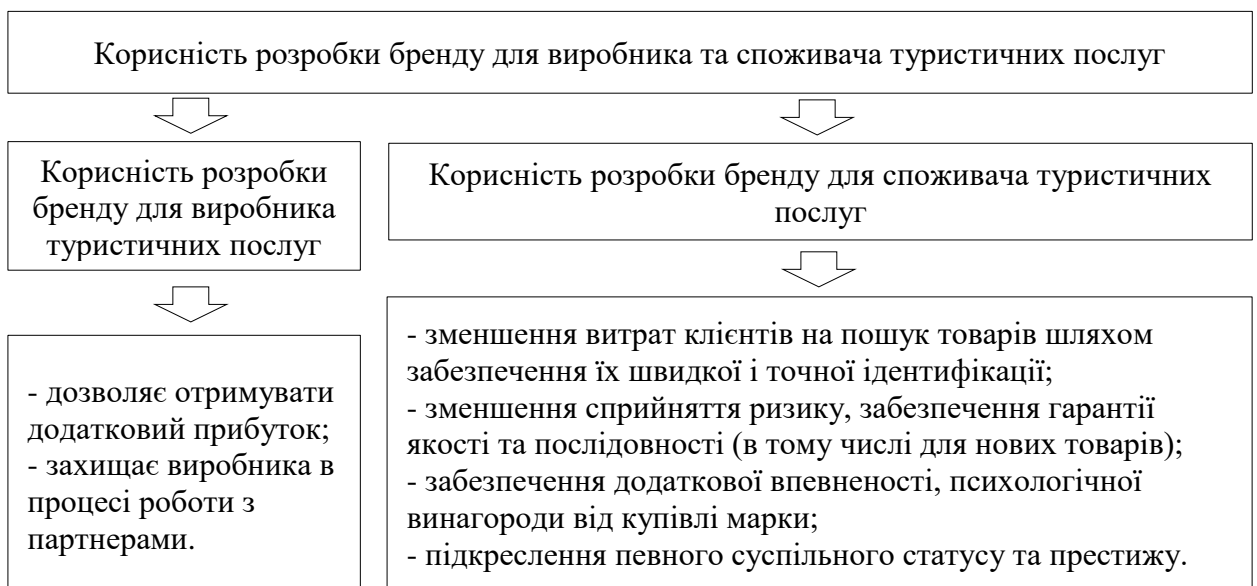 Корисність розробки бренду для виробника та споживача туристичних послуг
Корисність розробки
бренду для виробника
туристичних послуг
Корисність розробки бренду для споживача туристичних
послуг
- дозволяє отримувати
додатковий прибуток;
- захищає виробника в
процесі роботи з
партнерами.
- зменшення витрат клієнтів на пошук товарів шляхом
забезпечення їх швидкої і точної ідентифікації;
- зменшення сприйняття ризику, забезпечення гарантії
якості та послідовності (в тому числі для нових товарів);
- забезпечення додаткової впевненості, психологічної
винагороди від купівлі марки;
- підкреслення певного суспільного статусу та престижу.